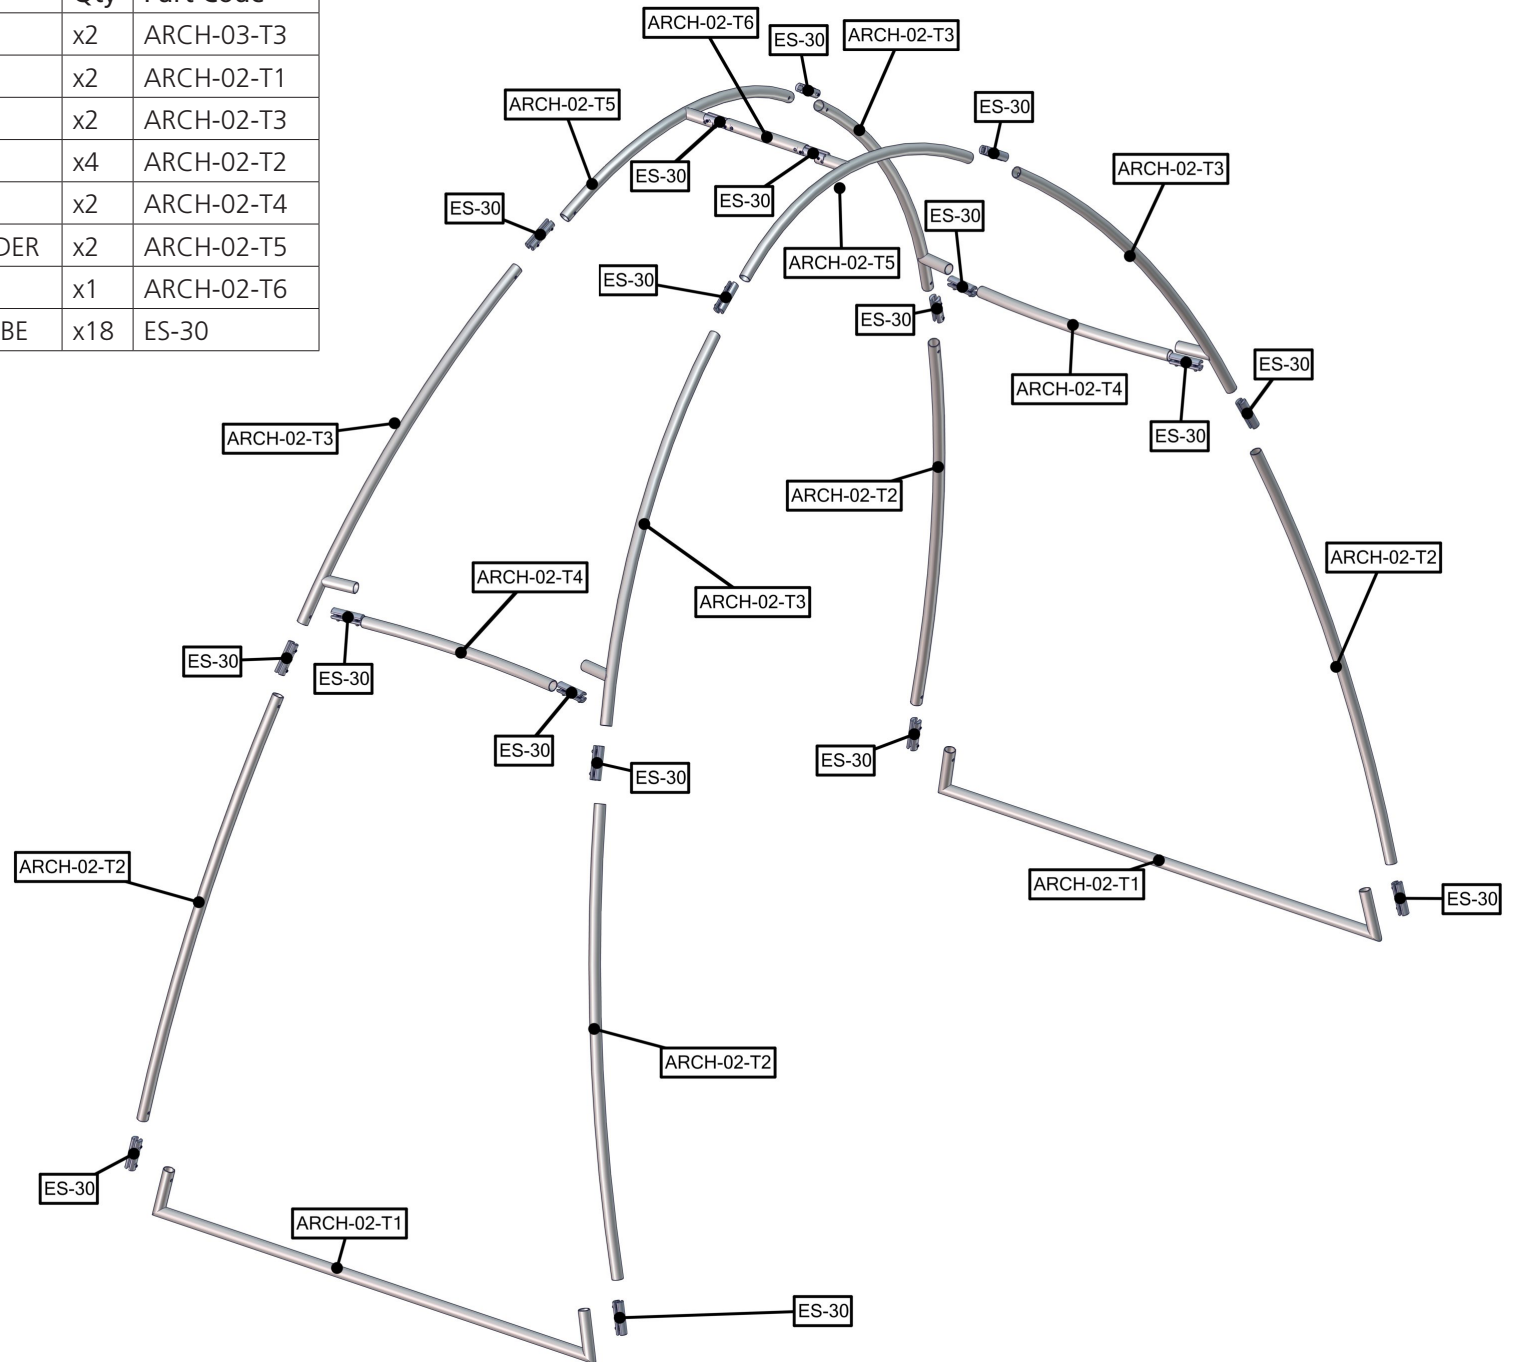 Qty Part Code
x2 ARCH-03-T3
x2 ARCH-02-T1
x2 ARCH-02-T3
x4 ARCH-02-T2
x2 ARCH-02-T4
DER x2 ARCH-02-T5
x1 ARCH-02-T6
BE x18 ES-30
ARCH-02-T6
ES-30
ARCH-02-T3
ARCH-02-T5
ES-30
ES-30
ARCH-02-T3
ES-30
ES-30
ES-30
ARCH-02-T5
ES-30
ES-30
ARCH-02-T4
ES-30
ES-30
ARCH-02-T3
ARCH-02-T2
ARCH-02-T2
ARCH-02-T4
ARCH-02-T3
ES-30
ES-30
ES-30
ES-30
ES-30
ARCH-02-T2
ARCH-02-T1
ES-30
ARCH-02-T2
ES-30
ARCH-02-T1
ES-30